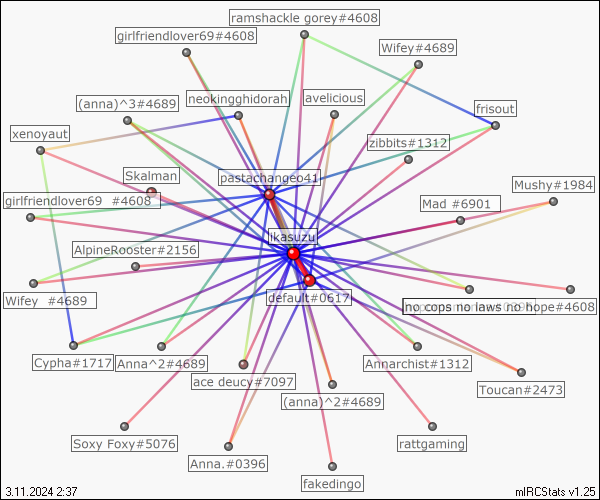 ramshackle gorey#4608
girlfriendlover69#4608
Wifey#4689
(anna)^3#4689
neokingghidorah
avelicious
frisout
xenoyaut
zibbits#1312
Skalman
pastachangeo41
Mushy#1984
girlfriendlover69 #4608
Mad #6901
ikasuzu
AlpineRooster#2156
default#0617
Wifey #4689
no cops no laws no hope#4608
Cypha#1717
Anna^2#4689
Annarchist#1312
ace deucy#7097
Toucan#2473
(anna)^2#4689
Soxy Foxy#5076
rattgaming
Anna.#0396
fakedingo
3.11.2024 2:37
mIRCStats v1.25